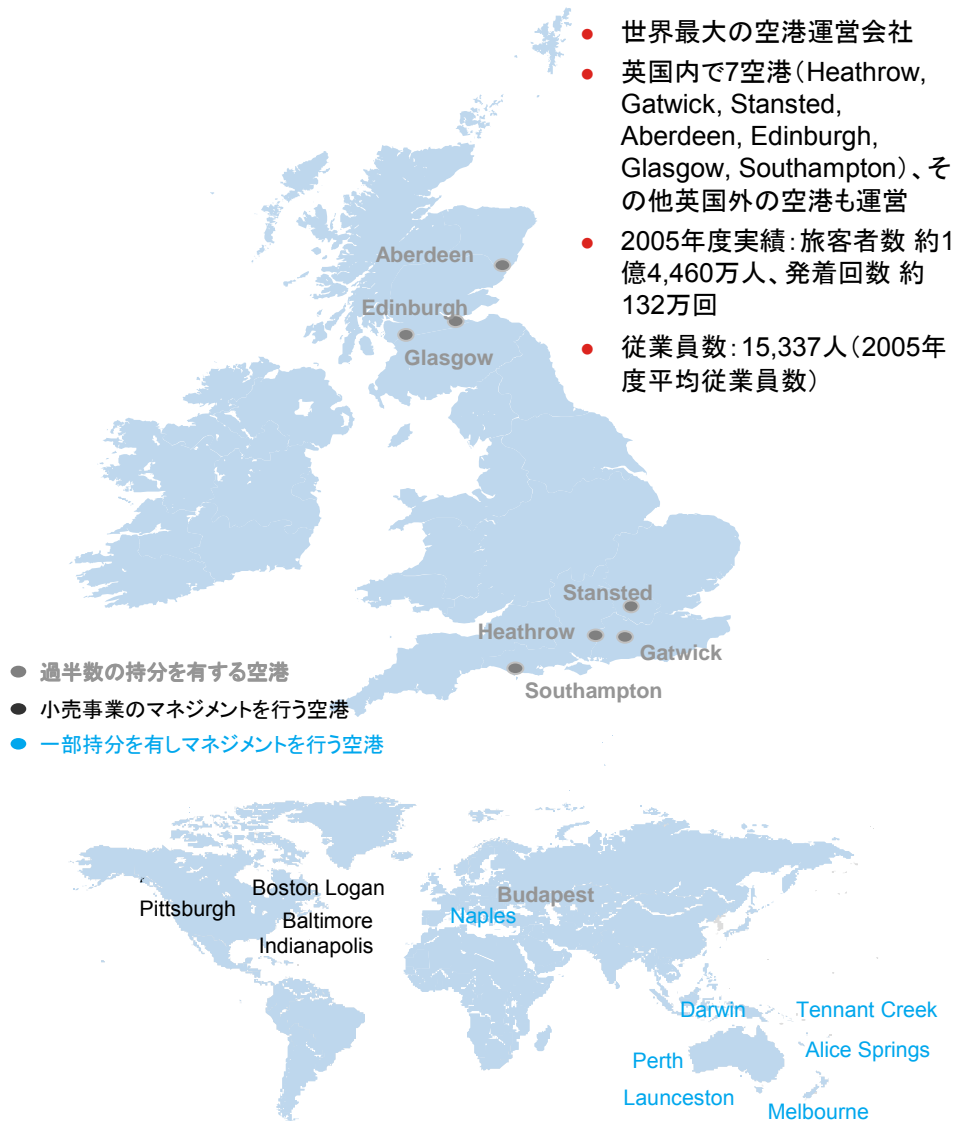 ● 世界最大の空港運営会社
● 英国内で7空港（Heathrow,
Gatwick, Stansted,
Aberdeen, Edinburgh,
Glasgow, Southampton）、そ
の他英国外の空港も運営
● 2005年度実績：旅客者数 約1
億4,460万人、発着回数 約
132万回
● 従業員数：15,337人（2005年
度平均従業員数）
Aberdeen
Edinburgh
Glasgow
Stansted
Heathrow
Gatwick
Southampton
● 過半数の持分を有する空港
● 小売事業のマネジメントを行う空港
● 一部持分を有しマネジメントを行う空港
Boston Logan
Pittsburgh
Baltimore
Indianapolis
Budapest
Naples
Darwin
Tennant Creek
Alice Springs
Perth
Launceston
Melbourne